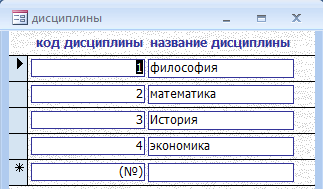 дисциплины
код дисциплины название дисциплины
1 философия
2 математика
3 История
4 экономика
(№)